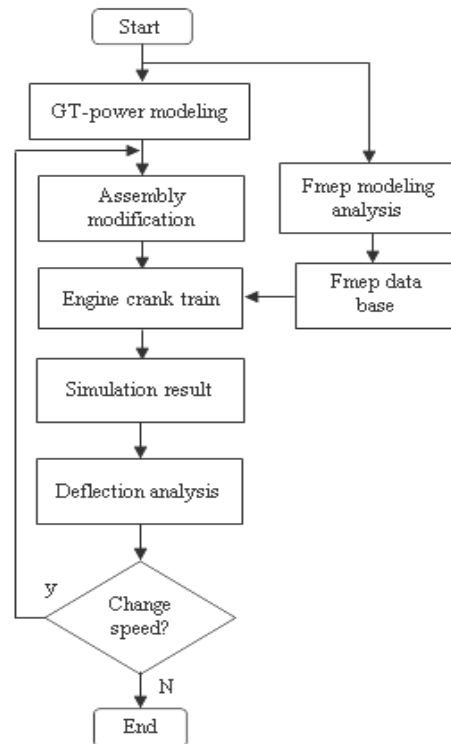 Start
GT-power modeling
Assembly
modification
Fmep modeling
analysis
Engine crank train
Fmep data
base
Simulation result
Deflection analysis
y
Change
speed?
N
End